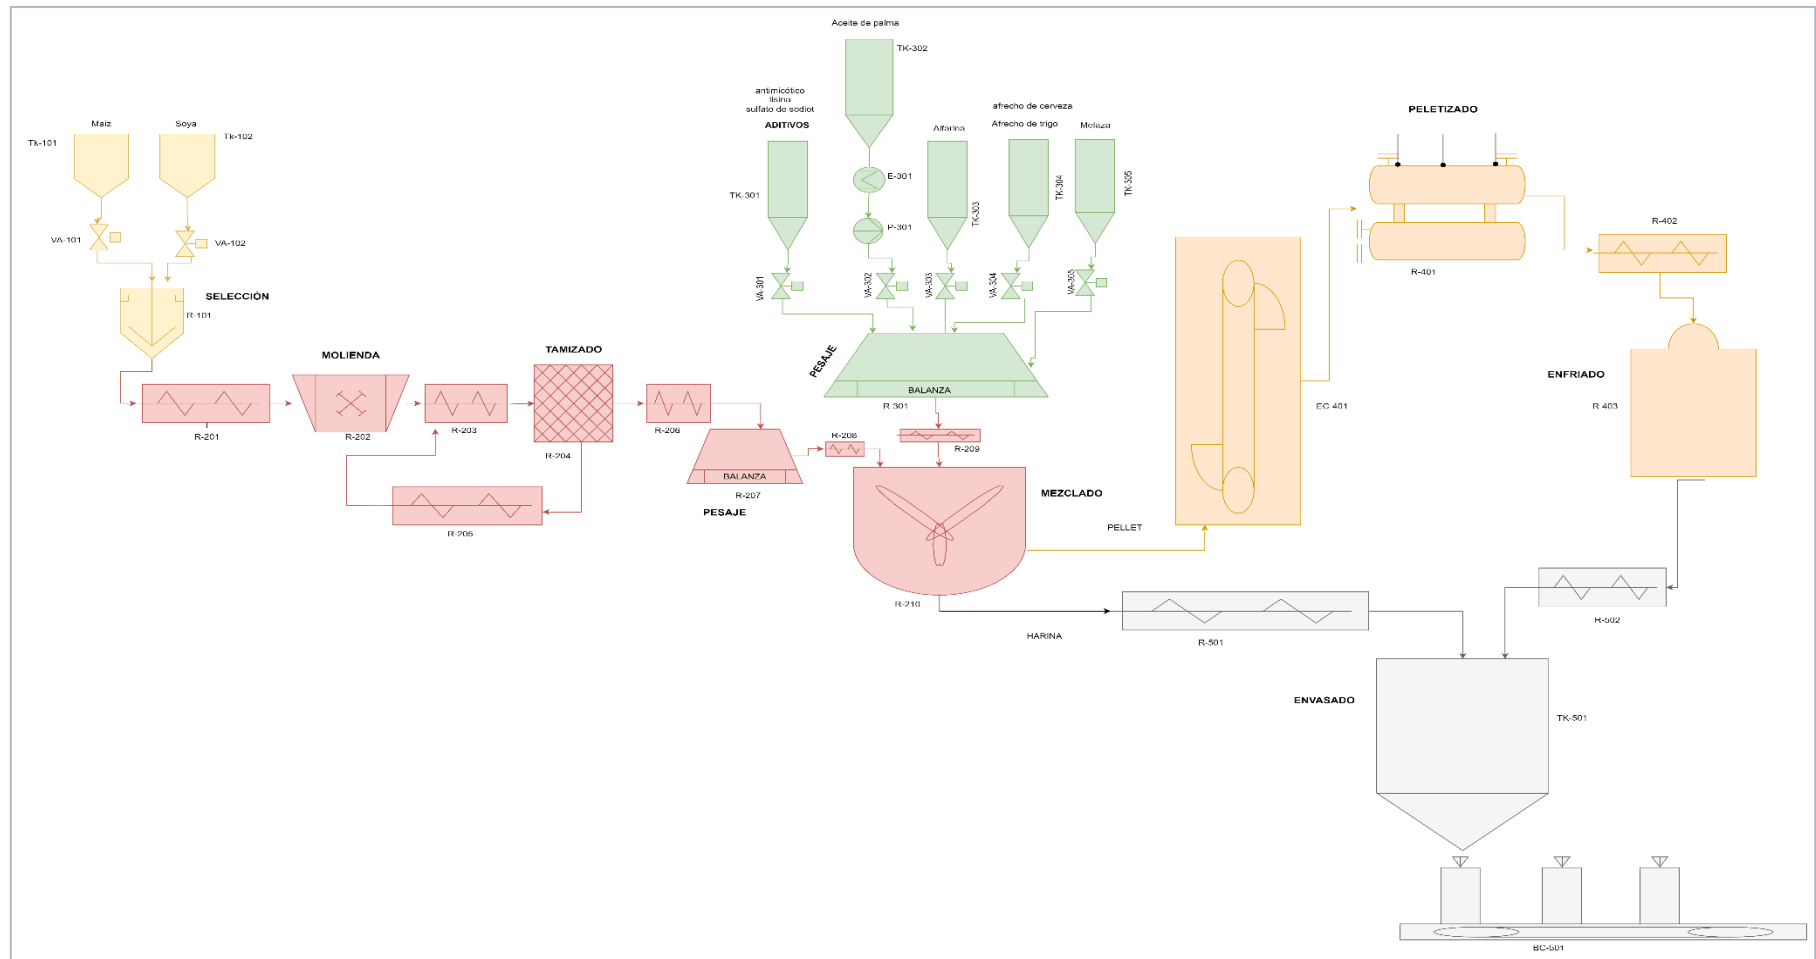 Aceite de palma
TK-302
antimicótico
lisina
sulfato do sodiot
ADITIVOS
afrecho de cerveza
Afrecho de trigo
Alfarina
Melaza
PELETIZADO
Maiz
Soya
Tk-101
Tk-102
TK-301
E-301
TK-303
TK-304
TK-305
P-301
VA-101
VA-102
R-402
R-401
VA-301
VA-302
VA-303
VA-304
VA-305
SELECCIÓN
R-101
MOLIENDA
TAMIZADO
PESAJE
BALANZA
R 301
ENFRIADO
EC 401
R 403
R-201
R-202
R-203
R-204
R-206
R-208
R-209
BALANZA
R-207
PESAJE
MEZCLADO
R-205
PELLET
R-210
HARINA
R-501
R-502
ENVASADO
TK-501
BC-501